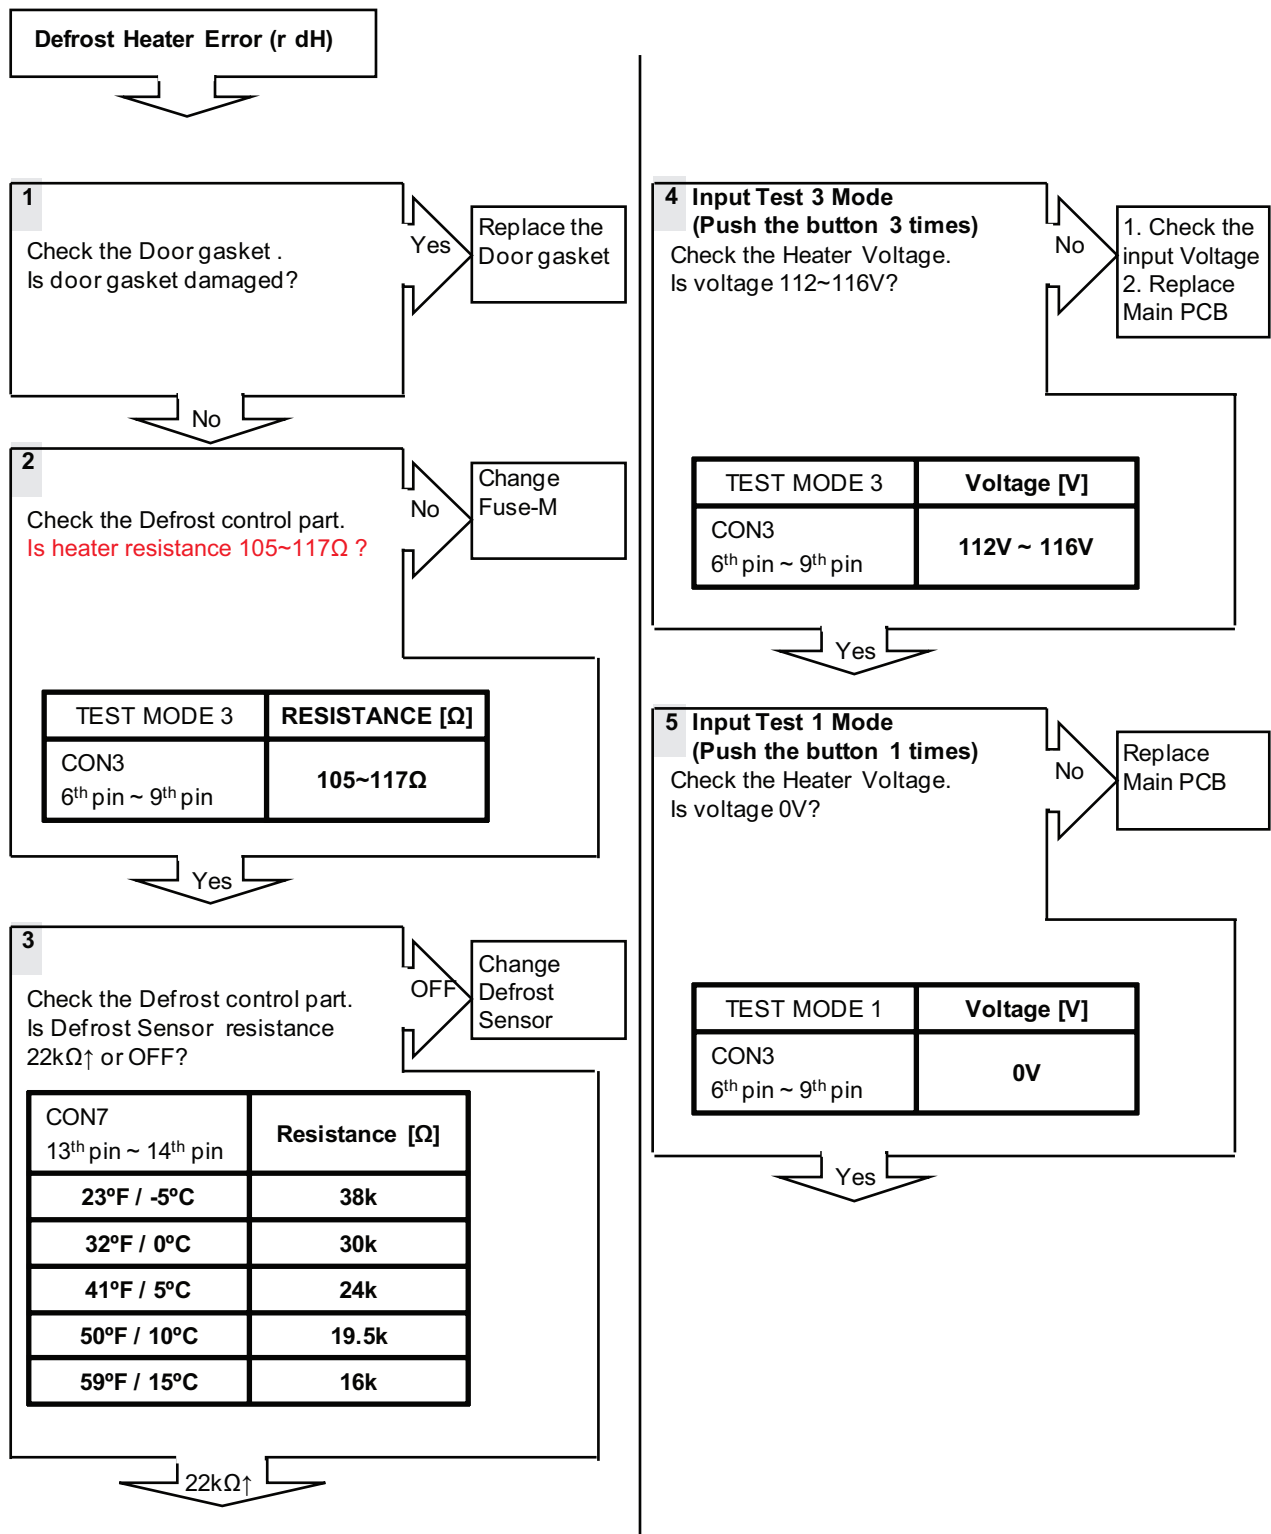 Defrost Heater Error (r dH)
1
Check the Door gasket .
Is door gasket damaged?
Yes
Replace the
Door gasket
No
2
Check the Defrost control part.
Is heater resistance 105~117Ω ?
No
Change
Fuse-M
TEST MODE 3
RESISTANCE [Ω]
CON3
6th pin ~ 9th pin
105~117Ω
Yes
3
Check the Defrost control part.
Is Defrost Sensor resistance
22kΩ↑ or OFF?
OFF
Change
Defrost
Sensor
CON7
13th pin ~ 14th pin
Resistance [Ω]
23ºF / -5ºC
38k
32ºF / 0ºC
30k
41ºF / 5ºC
24k
50ºF / 10ºC
19.5k
59ºF / 15ºC
16k
22kΩ↑
4 Input Test 3 Mode
(Push the button 3 times)
Check the Heater Voltage.
Is voltage 112~116V?
No
1. Check the
input Voltage
2. Replace
Main PCB
TEST MODE 3
Voltage [V]
CON3
6th pin ~ 9th pin
112V ~ 116V
Yes
5 Input Test 1 Mode
(Push the button 1 times)
Check the Heater Voltage.
Is voltage 0V?
No
Replace
Main PCB
TEST MODE 1
Voltage [V]
CON3
6th pin ~ 9th pin
0V
Yes